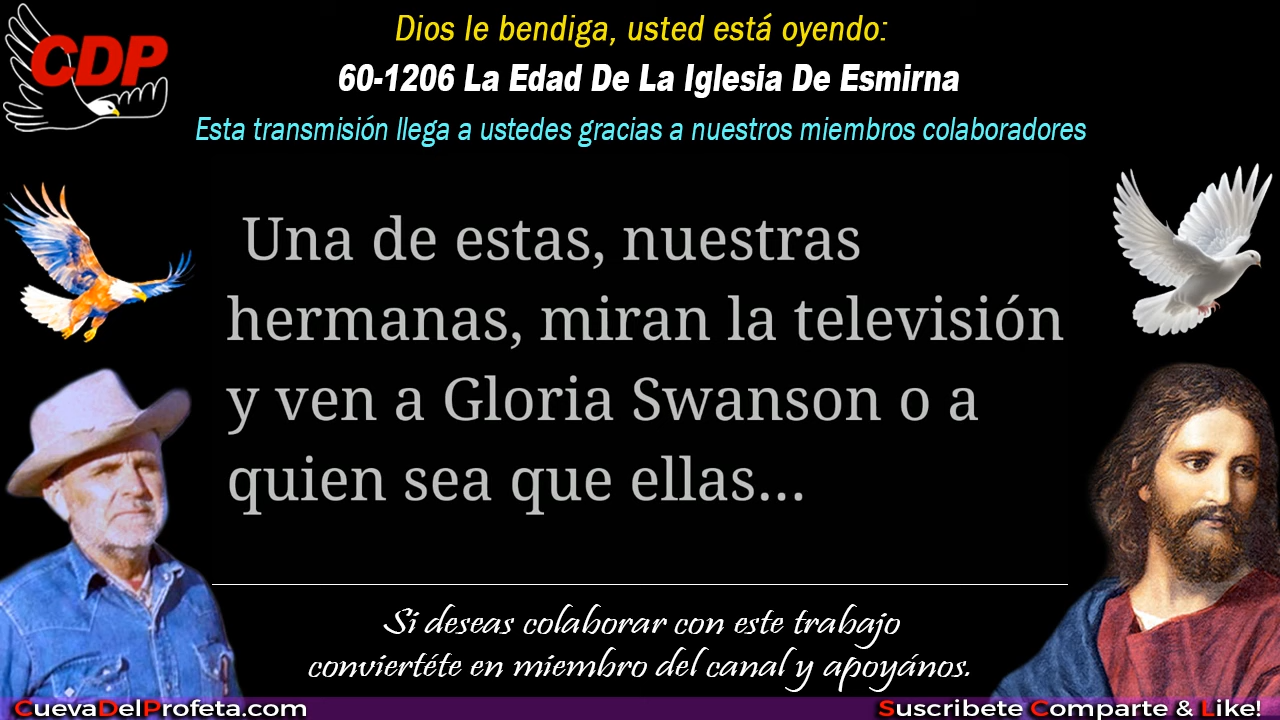 CDP
Dios le bendiga, usted está oyendo:
60-1206 La Edad De La Iglesia De Esmirna
Esta transmisión llega a ustedes gracias a nuestros miembros colaboradores
Una de estas, nuestras
hermanas, miran la televisión
y ven a Gloria Swanson o a
quien sea que ellas...
Si deseas colaborar con este trabajo
conviertéte en miembro del canal y apoyános.
CuevaDelProfeta.com
Suscribete Comparte & Like!